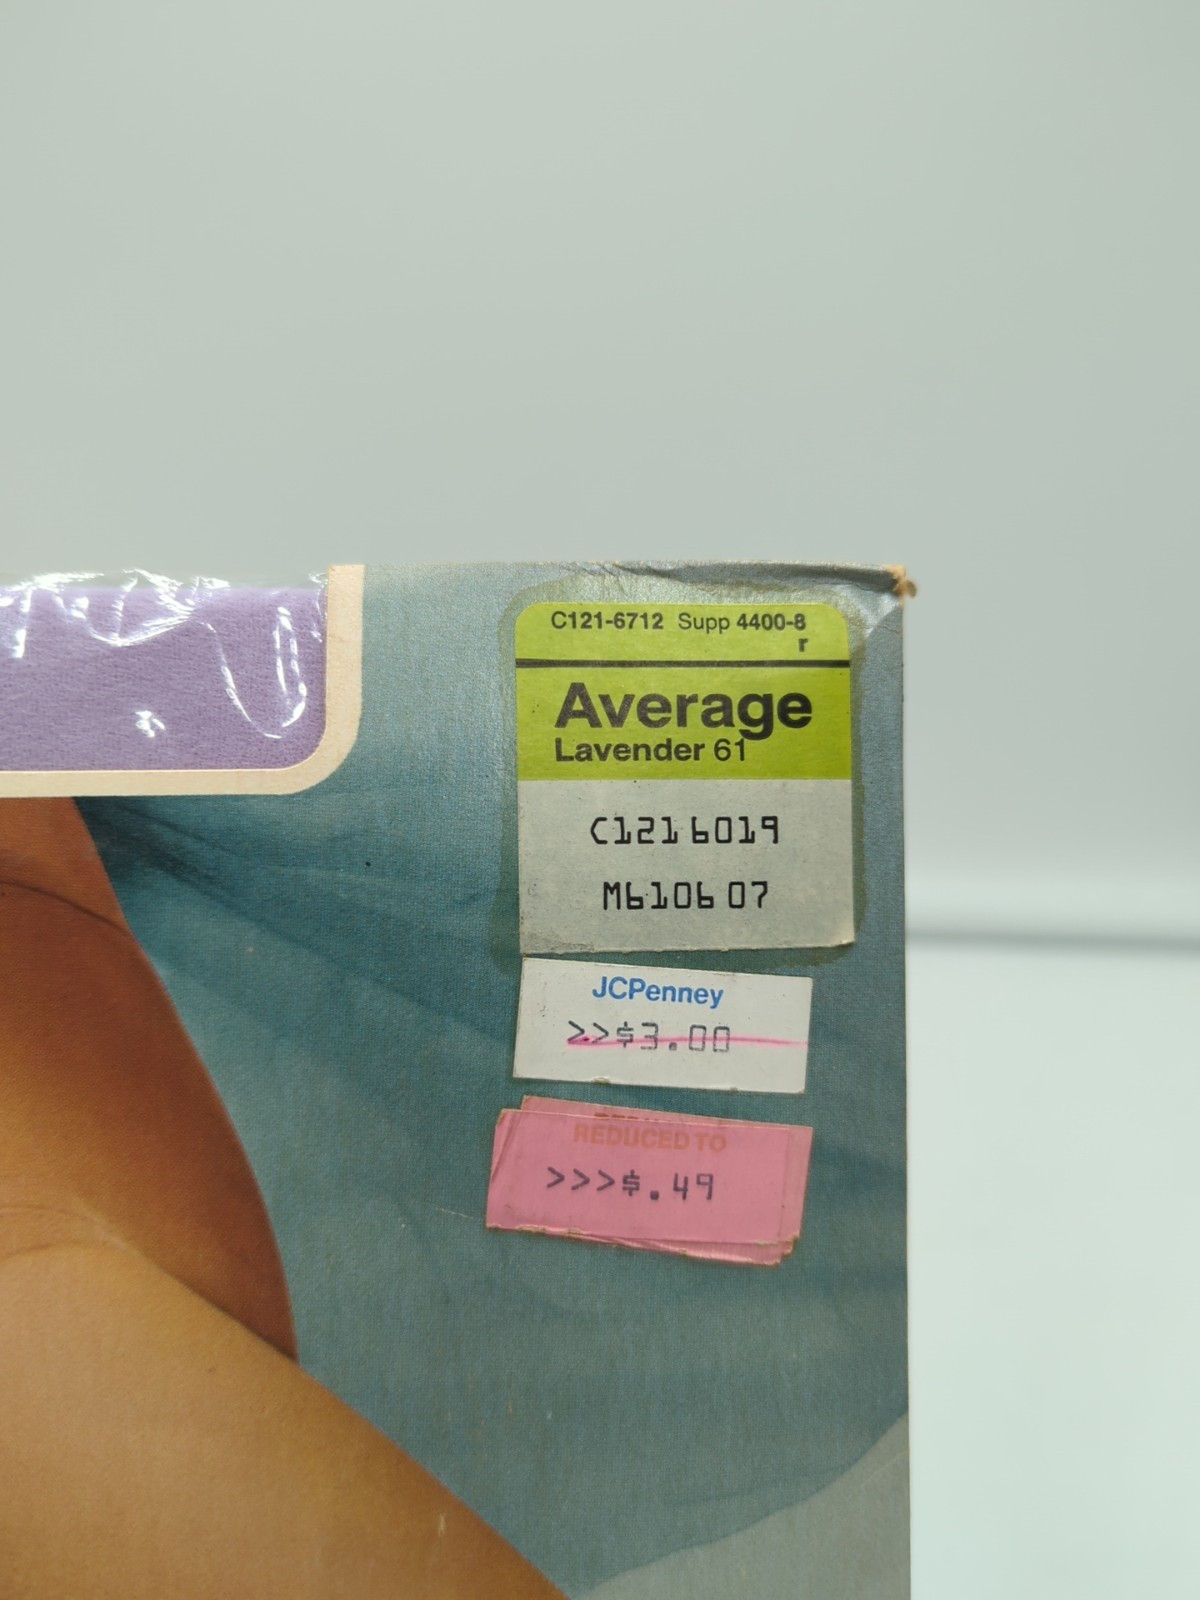 C121-6712 Supp 4400-8
r
Average
Lavender 61
C1216019
M610607
JCPenney
>>$3.00
REDUCED TO
>>>$.49